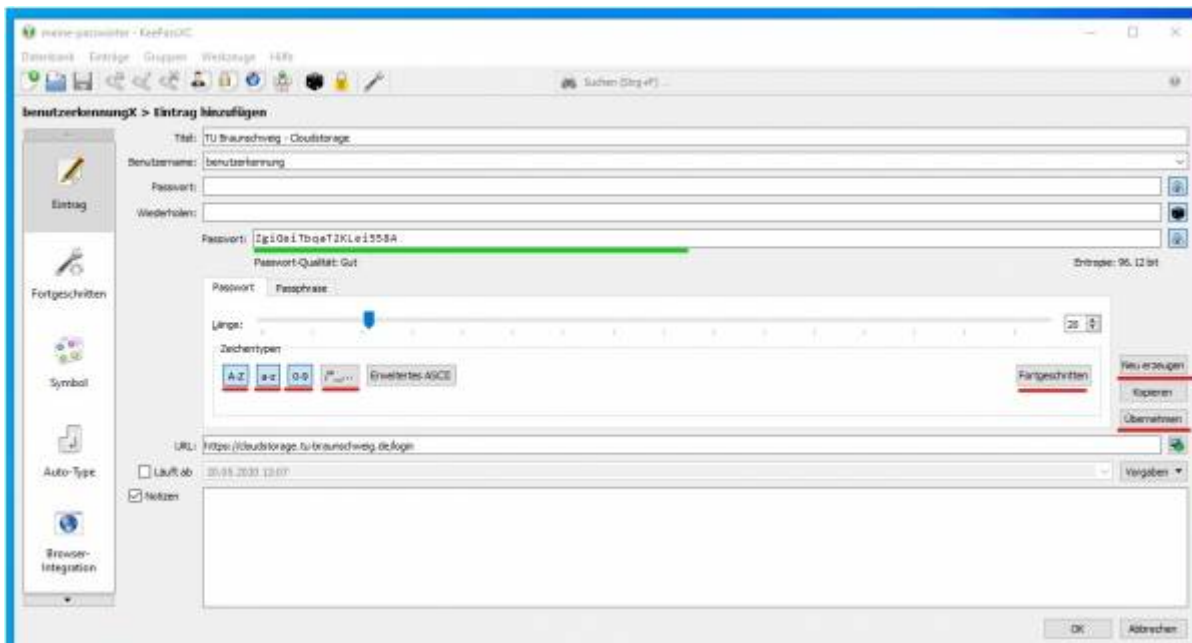 meine-passwörter - KeePassXC
Datenbank Einträge Gruppen Werkzeuge Hilfe
Suchen (Strg+F) ...
benutzerkennungX > Eintrag hinzufügen
Eintrag
Fortgeschritten
Symbol
Auto-Type
Browser-
Integration
Titel: TU Braunschweig - Cloudstorage
Benutzername: benutzerkennung
Passwort:
Wiederholen:
Passwort:
Passwort-Qualität: Gut Entropie: 96.12 bit
Passwort Passphrase
Länge: 20
Zeichentypen
A-Z a-z 0-9 Erweitertes ASCII Fortgeschritten
Neu erzeugen
Kopieren
Übernehmen
URL: https://cloudstorage.tu-braunschweig.de/login
Läuft ab Vorgaben
Notizen
OK Abbrechen